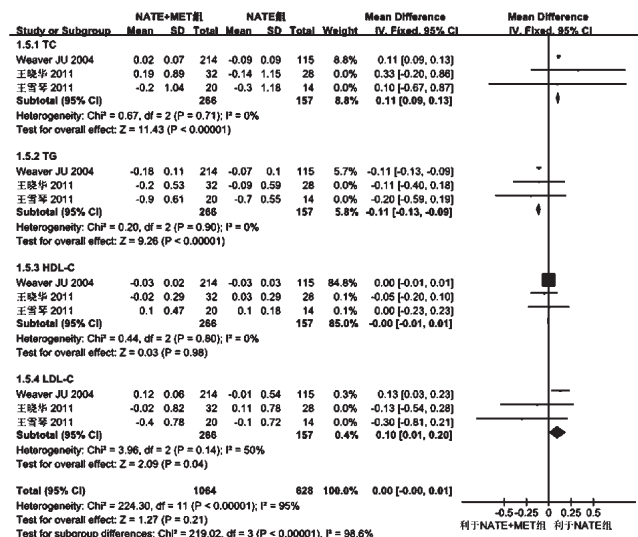 NATE+MET组 NATE组 Mean Difference Mean Difference
Study or Subgroup Mean SD Total Mean SD Total Weight IV. Fixed. 95% CI IV. Fixed. 95% CI
1.5.1 TC
Weaver JU 2004 0.02 0.07 214 -0.09 0.09 115 8.8% 0.11 [0.09, 0.13]
王晓华 2011 0.19 0.89 32 -0.14 1.15 28 0.0% 0.33 [-0.20, 0.86]
王雪琴 2011 -0.2 1.04 20 -0.3 1.18 14 0.0% 0.10 [-0.67, 0.87]
Subtotal (95% CI) 266 157 8.8% 0.11 [0.09, 0.13]
Heterogeneity: Chi² = 0.67, df = 2 (P = 0.71); I² = 0%
Test for overall effect: Z = 11.43 (P < 0.00001)
1.5.2 TG
Weaver JU 2004 -0.18 0.11 214 -0.07 0.1 115 5.7% -0.11 [-0.13, -0.09]
王晓华 2011 -0.2 0.53 32 -0.09 0.59 28 0.0% -0.11 [-0.40, 0.18]
王雪琴 2011 -0.9 0.61 20 -0.7 0.55 14 0.0% -0.20 [-0.59, 0.19]
Subtotal (95% CI) 266 157 5.8% -0.11 [-0.13, -0.09]
Heterogeneity: Chi² = 0.20, df = 2 (P = 0.90); I² = 0%
Test for overall effect: Z = 9.26 (P < 0.00001)
1.5.3 HDL-C
Weaver JU 2004 -0.03 0.02 214 -0.03 0.03 115 84.8% 0.00 [-0.01, 0.01]
王晓华 2011 -0.02 0.29 32 0.03 0.29 28 0.1% -0.05 [-0.20, 0.10]
王雪琴 2011 0.1 0.47 20 0.1 0.18 14 0.0% 0.00 [-0.23, 0.23]
Subtotal (95% CI) 266 157 85.0% -0.00 [-0.01, 0.01]
Heterogeneity: Chi² = 0.44, df = 2 (P = 0.80); I² = 0%
Test for overall effect: Z = 0.03 (P = 0.98)
1.5.4 LDL-C
Weaver JU 2004 0.12 0.06 214 -0.01 0.54 115 0.3% 0.13 [0.03, 0.23]
王晓华 2011 -0.02 0.82 32 0.11 0.78 28 0.0% -0.13 [-0.54, 0.28]
王雪琴 2011 -0.4 0.78 20 -0.1 0.72 14 0.0% -0.30 [-0.81, 0.21]
Subtotal (95% CI) 266 157 0.4% 0.10 [0.01, 0.20]
Heterogeneity: Chi² = 3.96, df = 2 (P = 0.14); I² = 50%
Test for overall effect: Z = 2.09 (P = 0.04)
Total (95% CI) 1064 628 100.0% 0.00 [-0.00, 0.01]
Heterogeneity: Chi² = 224.30, df = 11 (P < 0.00001); I² = 95%
Test for overall effect: Z = 1.27 (P = 0.21)
Test for subgroup differences: Chi² = 219.02, df = 3 (P < 0.00001), I² = 98.6%
-0.5 -0.25 0 0.25 0.5
利于NATE+MET组 利于NATE组